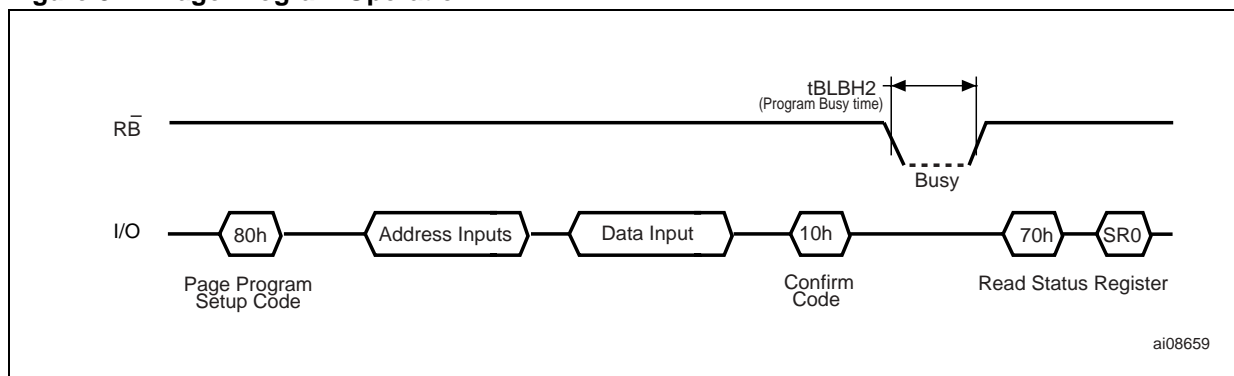 tBLBH2
(Program Busy time)
RB̅
Busy
I/O
80h
Address Inputs
Data Input
10h
70h
SR0
Page Program
Setup Code
Confirm
Code
Read Status Register
ai08659